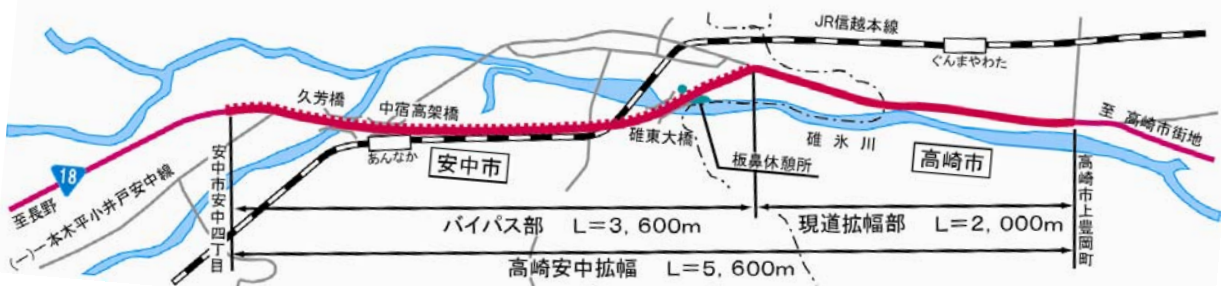 JR信越本線
ぐんまやわた
久芳橋
中宿高架橋
至 高崎市街地
碓東大橋
碓氷川
あんなか
安中市
板鼻休憩所
高崎市
18
至長野
(一)一本木平小井戸安中線
安中市安中四丁目
高崎市上豊岡町
バイパス部 L=3,600m
現道拡幅部 L=2,000m
高崎安中拡幅 L=5,600m